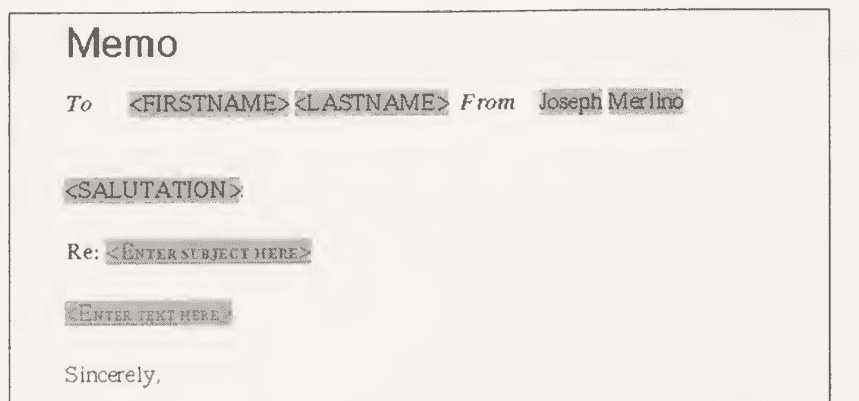 Memo
To <FIRSTNAME> <LASTNAME> From Joseph Merlino
<SALUTATION>:
Re: <ENTER SUBJECT HERE>
<ENTER TEXT HERE>
Sincerely,